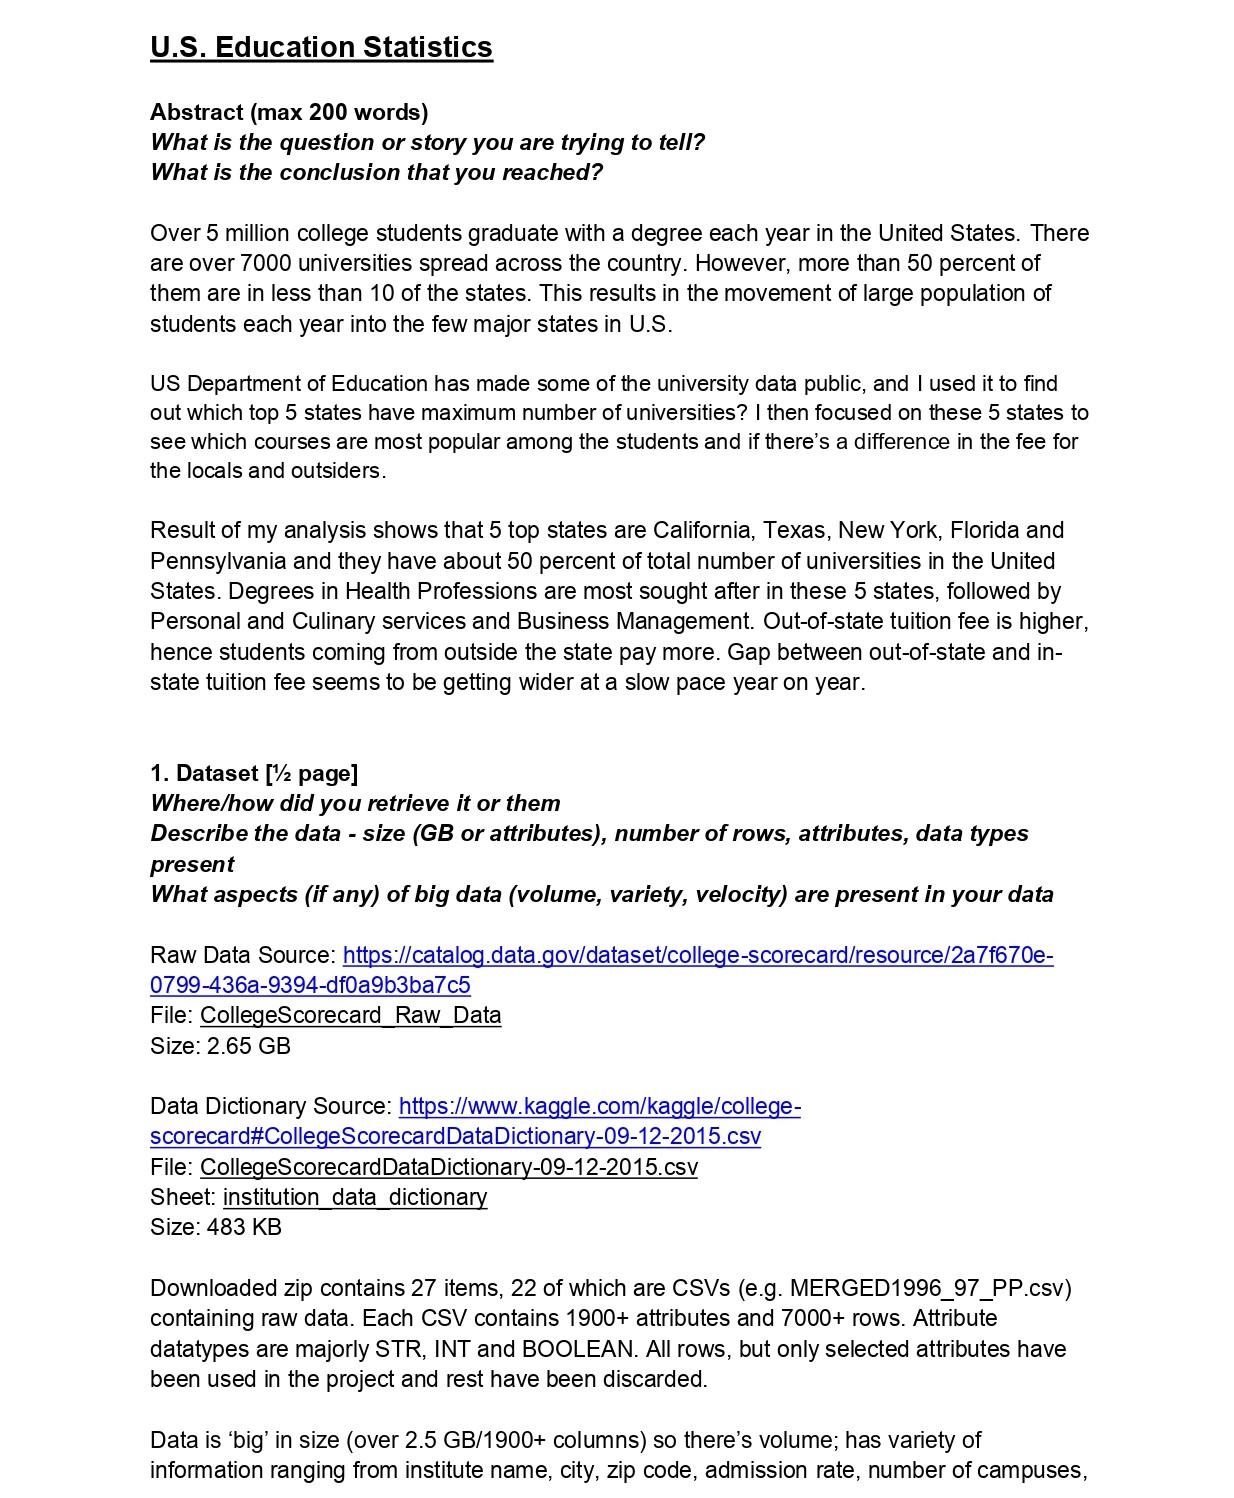 U.S. Education Statistics
Abstract (max 200 words)
What is the question or story you are trying to tell?
What is the conclusion that you reached?
Over 5 million college students graduate with a degree each year in the United States. There
are over 7000 universities spread across the country. However, more than 50 percent of
them are in less than 10 of the states. This results in the movement of large population of
students each year into the few major states in U.S.
US Department of Education has made some of the university data public, and I used it to find
out which top 5 states have maximum number of universities? I then focused on these 5 states to
see which courses are most popular among the students and if there’s a difference in the fee for
the locals and outsiders.
Result of my analysis shows that 5 top states are California, Texas, New York, Florida and
Pennsylvania and they have about 50 percent of total number of universities in the United
States. Degrees in Health Professions are most sought after in these 5 states, followed by
Personal and Culinary services and Business Management. Out-of-state tuition fee is higher,
hence students coming from outside the state pay more. Gap between out-of-state and in-
state tuition fee seems to be getting wider at a slow pace year on year.
1. Dataset [½ page]
Where/how did you retrieve it or them
Describe the data - size (GB or attributes), number of rows, attributes, data types
present
What aspects (if any) of big data (volume, variety, velocity) are present in your data
Raw Data Source: https://catalog.data.gov/dataset/college-scorecard/resource/2a7f670e-
0799-436a-9394-df0a9b3ba7c5
File: CollegeScorecard_Raw_Data
Size: 2.65 GB
Data Dictionary Source: https://www.kaggle.com/kaggle/college-
scorecard#CollegeScorecardDataDictionary-09-12-2015.csv
File: CollegeScorecardDataDictionary-09-12-2015.csv
Sheet: institution_data_dictionary
Size: 483 KB
Downloaded zip contains 27 items, 22 of which are CSVs (e.g. MERGED1996_97_PP.csv)
containing raw data. Each CSV contains 1900+ attributes and 7000+ rows. Attribute
datatypes are majorly STR, INT and BOOLEAN. All rows, but only selected attributes have
been used in the project and rest have been discarded.
Data is ‘big’ in size (over 2.5 GB/1900+ columns) so there’s volume; has variety of
information ranging from institute name, city, zip code, admission rate, number of campuses,